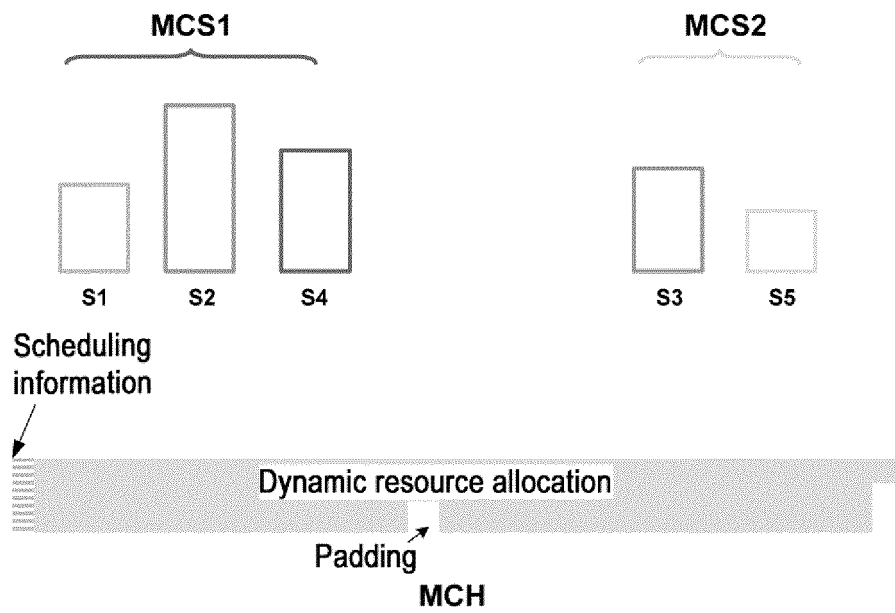 MCS1
MCS2
S1
S2
S4
S3
S5
Scheduling
information
Dynamic resource allocation
Padding
MCH